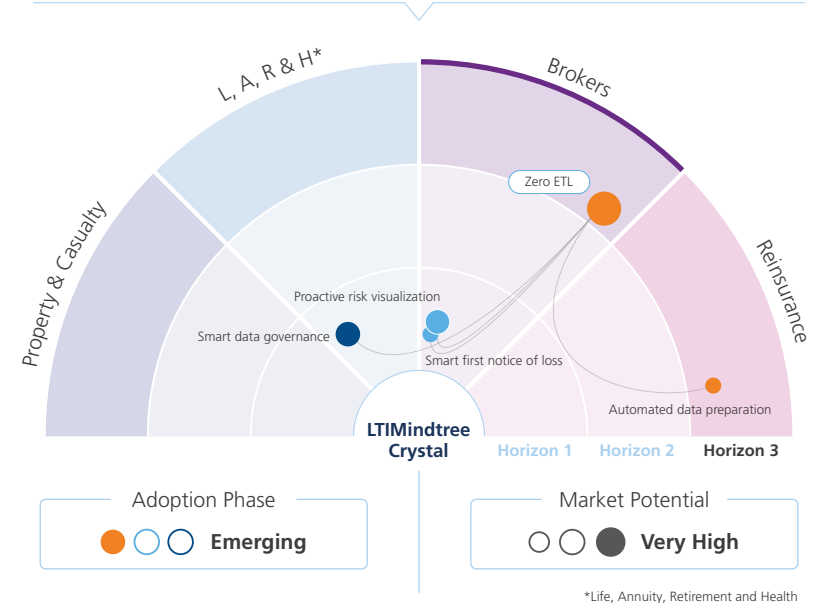 L, A, R & H*
Brokers
Property & Casualty
Reinsurance
Zero ETL
Proactive risk visualization
Smart data governance
Smart first notice of loss
Automated data preparation
LTIMindtree
Crystal
Horizon 1
Horizon 2
Horizon 3
Adoption Phase
Emerging
Market Potential
Very High
*Life, Annuity, Retirement and Health